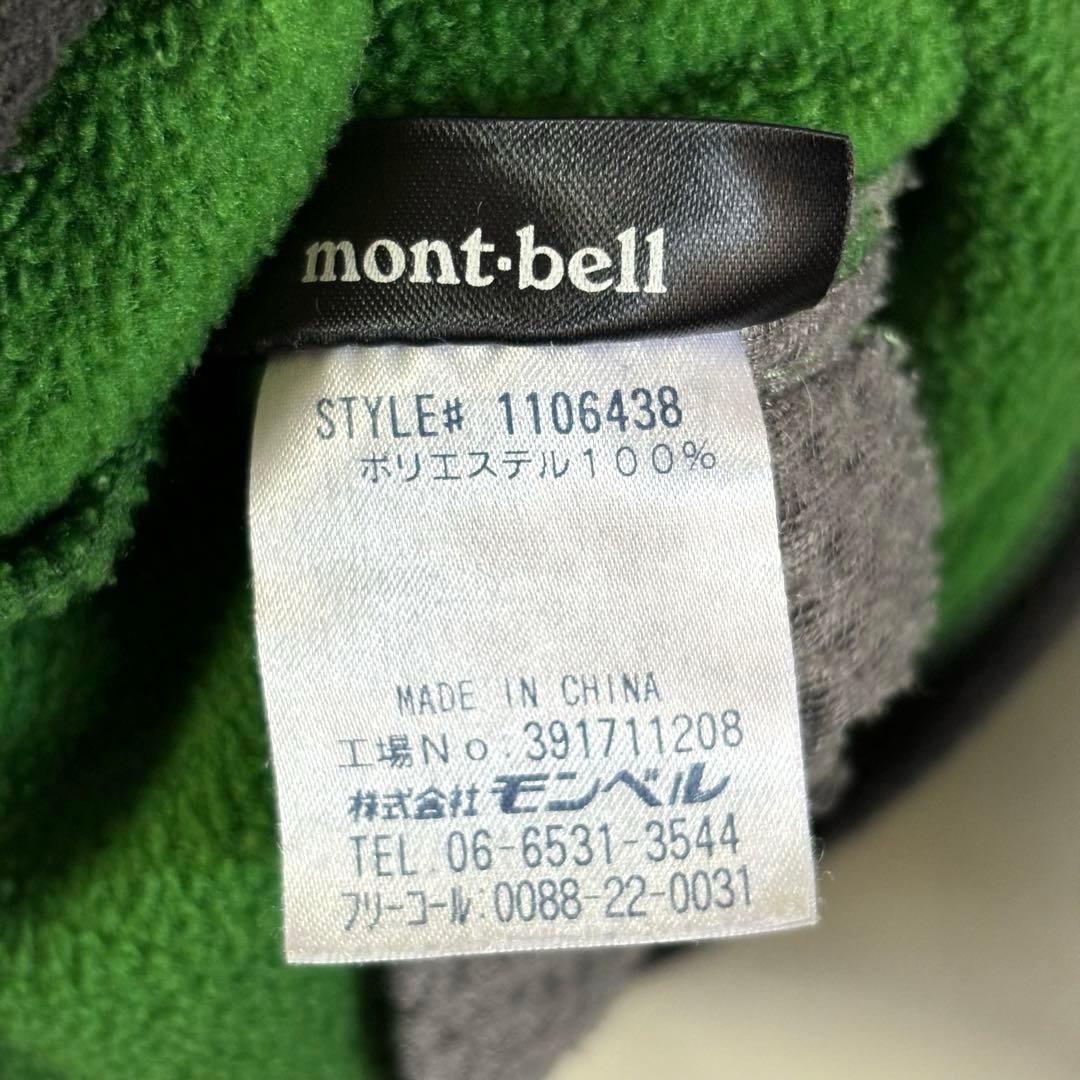 mont·bell
STYLE# 1106438
ポリエステル100%
MADE IN CHINA
工場No.391711208
株式会社モンベル
TEL.06-6531-3544
フリーコール:0088-22-0031